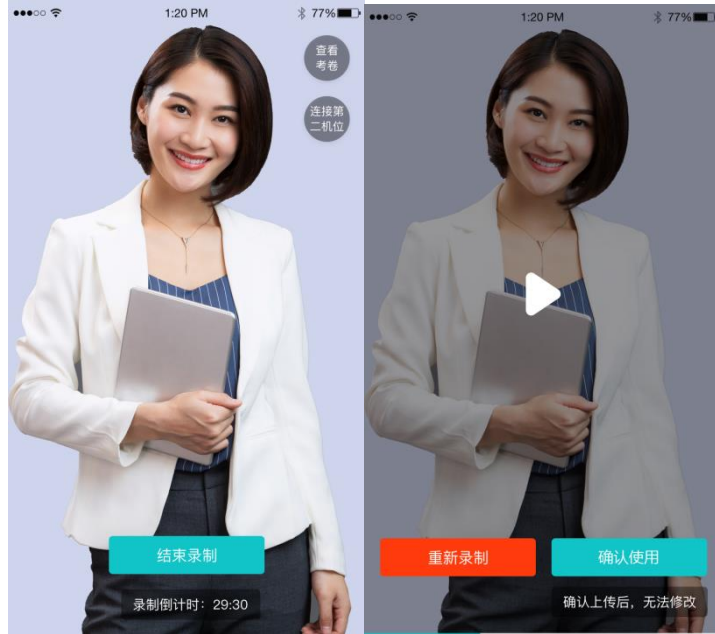 1:20 PM
77%
查看
考卷
连接第
二机位
结束录制
录制倒计时：29:30
1:20 PM
77%
重新录制
确认使用
确认上传后，无法修改